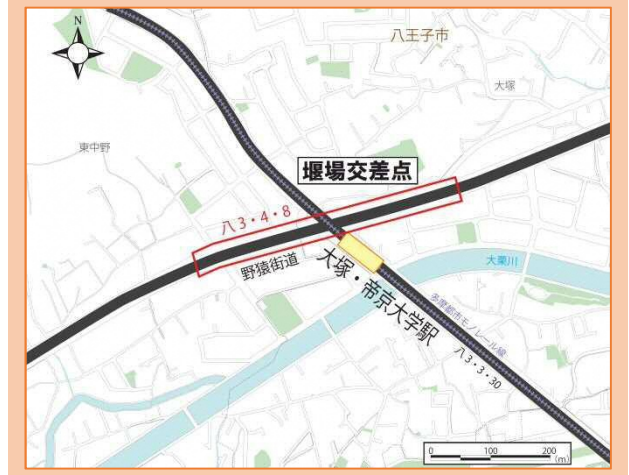 N
八王子市
大塚
東中野
堰場交差点
八3・4・8
野猿街道
大塚・帝京大学駅
大栗川
多摩都市モノレール線
八3・3・30
0 100 200
(m)